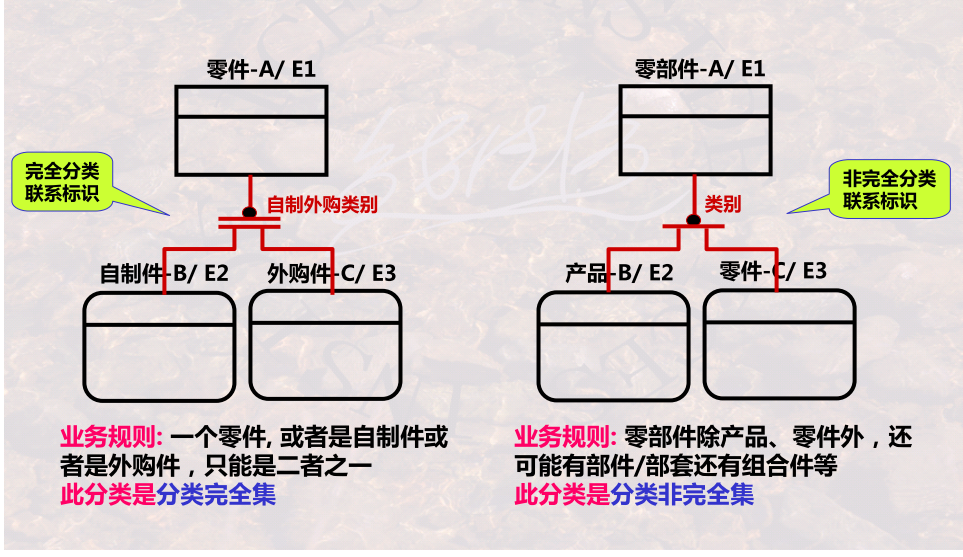 零件-A/ E1
零部件-A/ E1
完全分类
联系标识
非完全分类
联系标识
自制外购类别
类别
自制件-B/ E2
外购件-C/ E3
产品-B/ E2
零件-C/ E3
业务规则: 一个零件, 或者是自制件或
者是外购件，只能是二者之一
此分类是分类完全集
业务规则: 零部件除产品、零件外，还
可能有部件/部套还有组合件等
此分类是分类非完全集